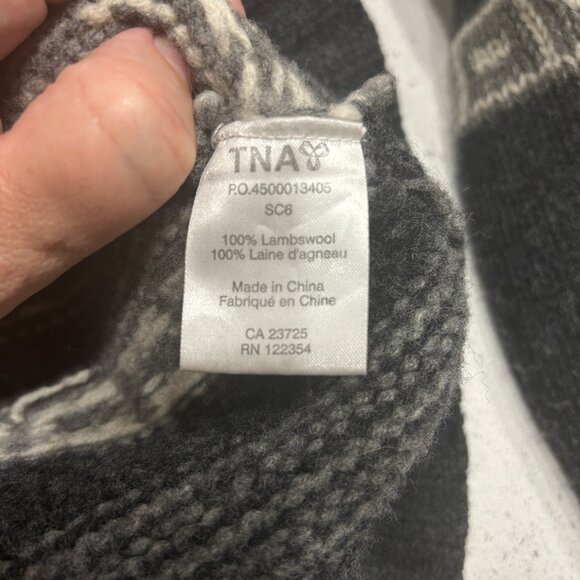 TNA
P.O.4500013405
SC6
100% Lambswool
100% Laine d'agneau
Made in China
Fabriqué en Chine
CA 23725
RN 122354